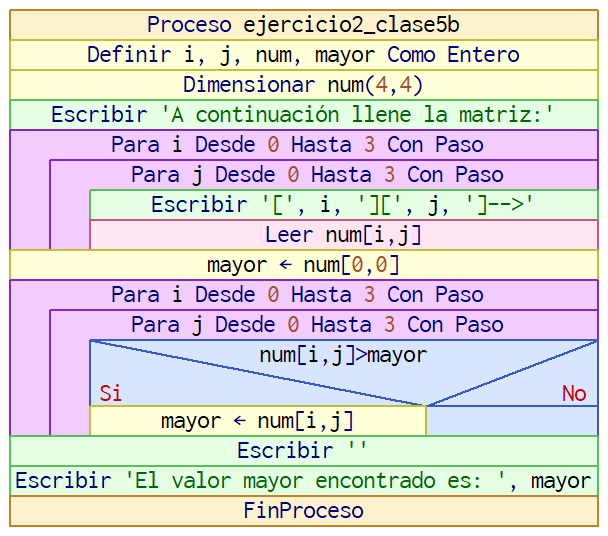 Proceso ejercicio2_clase5b
Definir i, j, num, mayor Como Entero
Dimensionar num(4,4)
Escribir 'A continuación llene la matriz:'
Para i Desde 0 Hasta 3 Con Paso
Para j Desde 0 Hasta 3 Con Paso
Escribir '[', i, '][', j, ']-->'
Leer num[i,j]
mayor ← num[0,0]
Para i Desde 0 Hasta 3 Con Paso
Para j Desde 0 Hasta 3 Con Paso
num[i,j]>mayor
Si No
mayor ← num[i,j]
Escribir ''
Escribir 'El valor mayor encontrado es: ', mayor
FinProceso